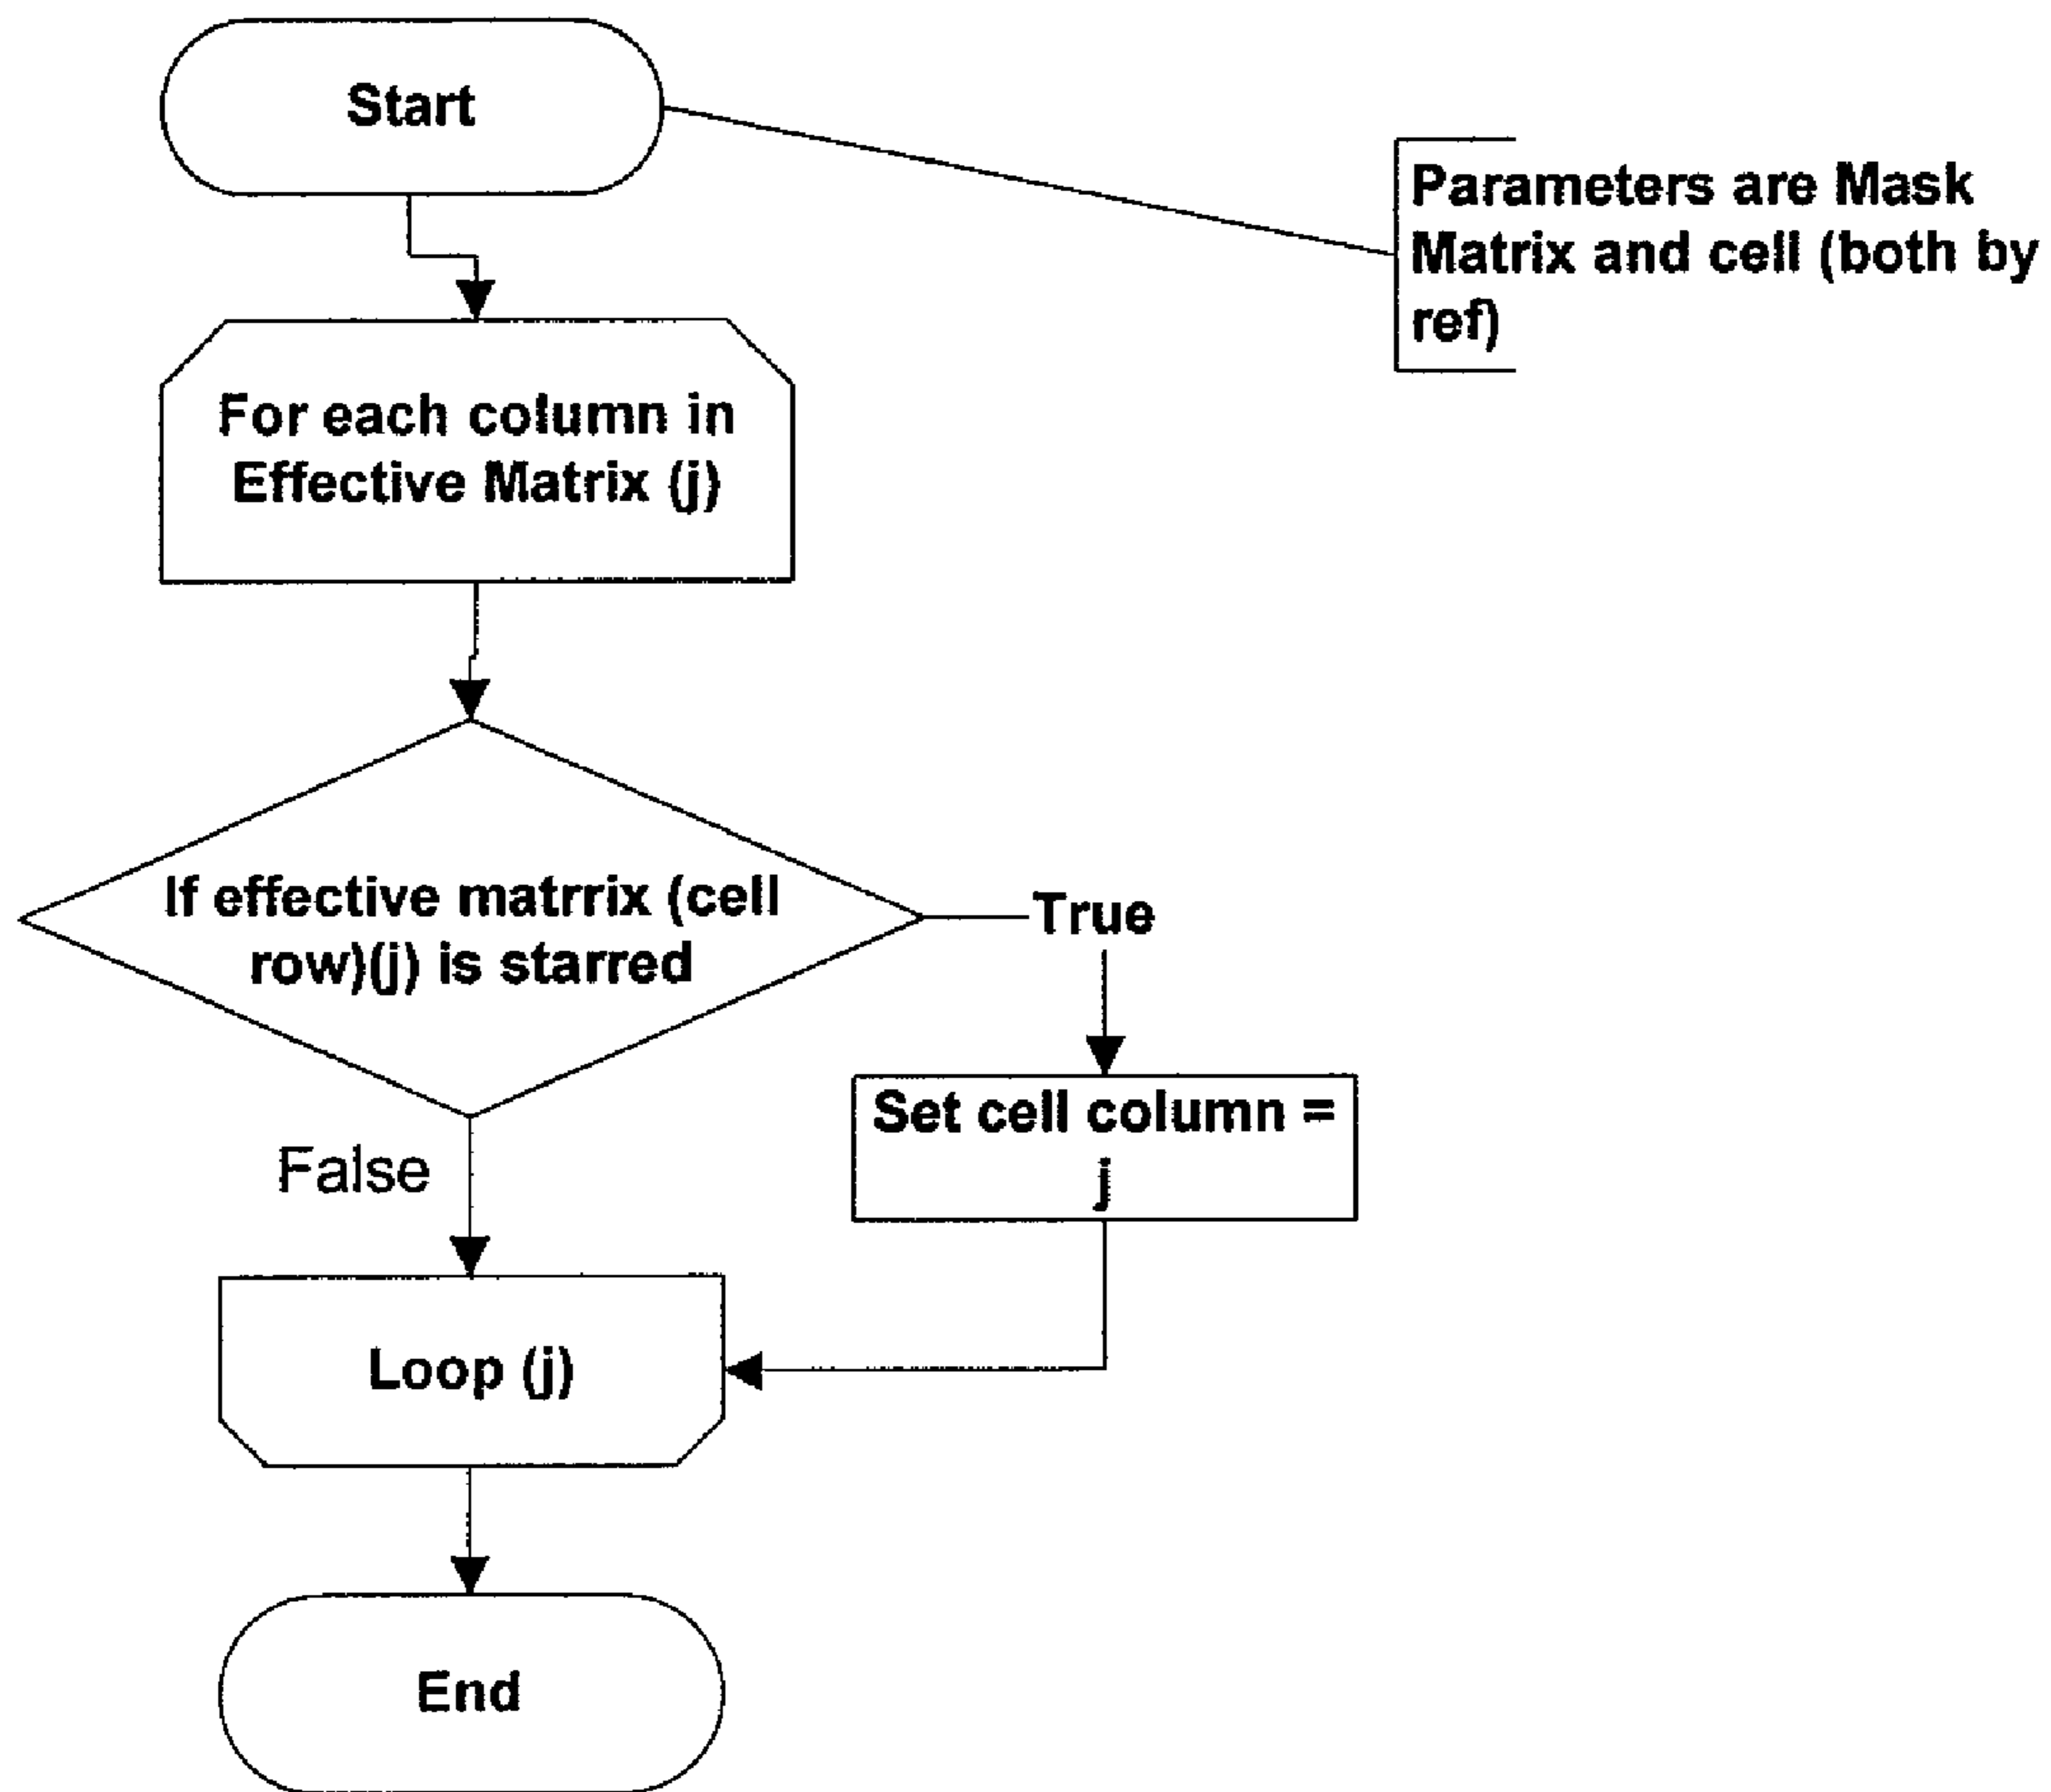 Start
Parameters are Mask
Matrix and cell (both by
ref)
For each column in
Effective Matrix (j)
If effective matrrix (cell
row)(j) is starred
True
Set cell column =
j
False
Loop (j)
End